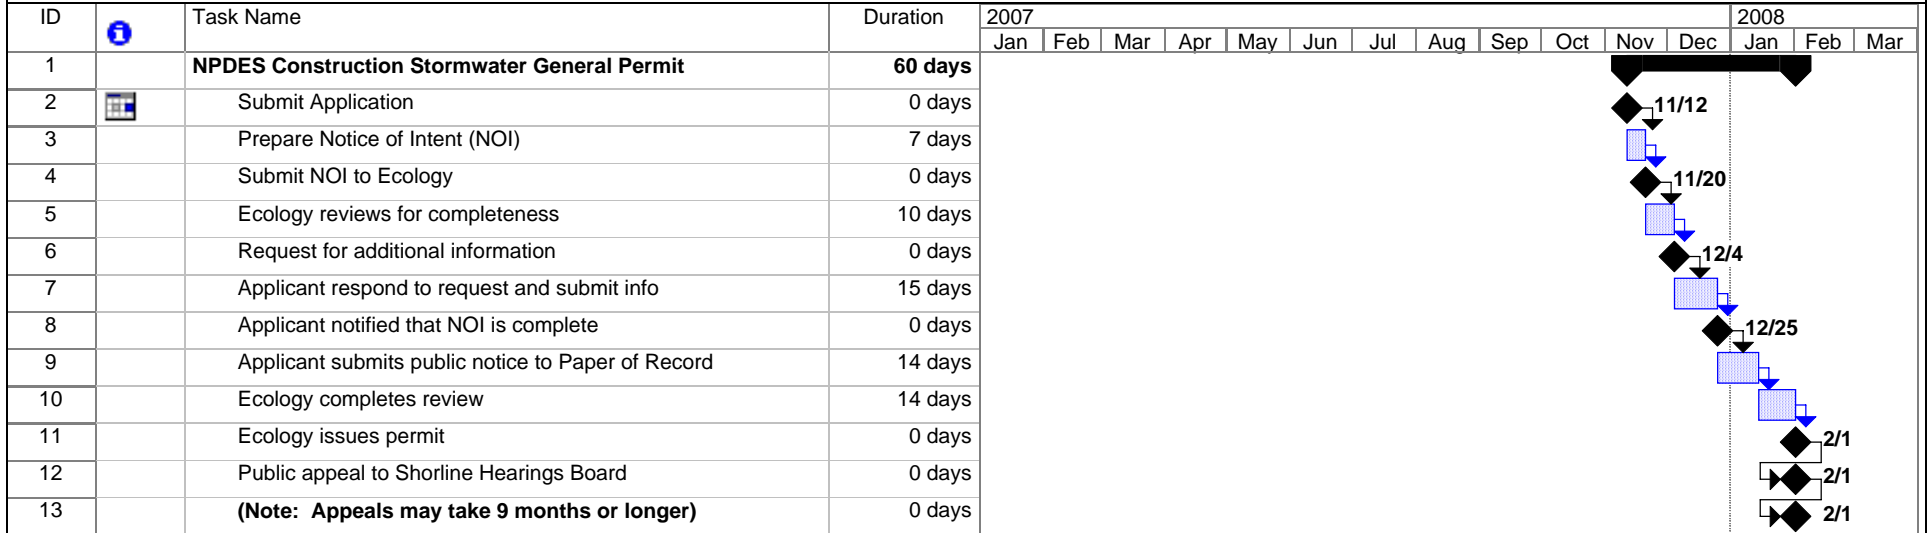 ID Task Name Duration 2007 2008
Jan Feb Mar Apr May Jun Jul Aug Sep Oct Nov Dec Jan Feb Mar
1 NPDES Construction Stormwater General Permit 60 days
2 Submit Application 0 days 11/12
3 Prepare Notice of Intent (NOI) 7 days
4 Submit NOI to Ecology 0 days 11/20
5 Ecology reviews for completeness 10 days
6 Request for additional information 0 days 12/4
7 Applicant respond to request and submit info 15 days
8 Applicant notified that NOI is complete 0 days 12/25
9 Applicant submits public notice to Paper of Record 14 days
10 Ecology completes review 14 days
11 Ecology issues permit 0 days 2/1
12 Public appeal to Shorline Hearings Board 0 days 2/1
13 (Note: Appeals may take 9 months or longer) 0 days 2/1